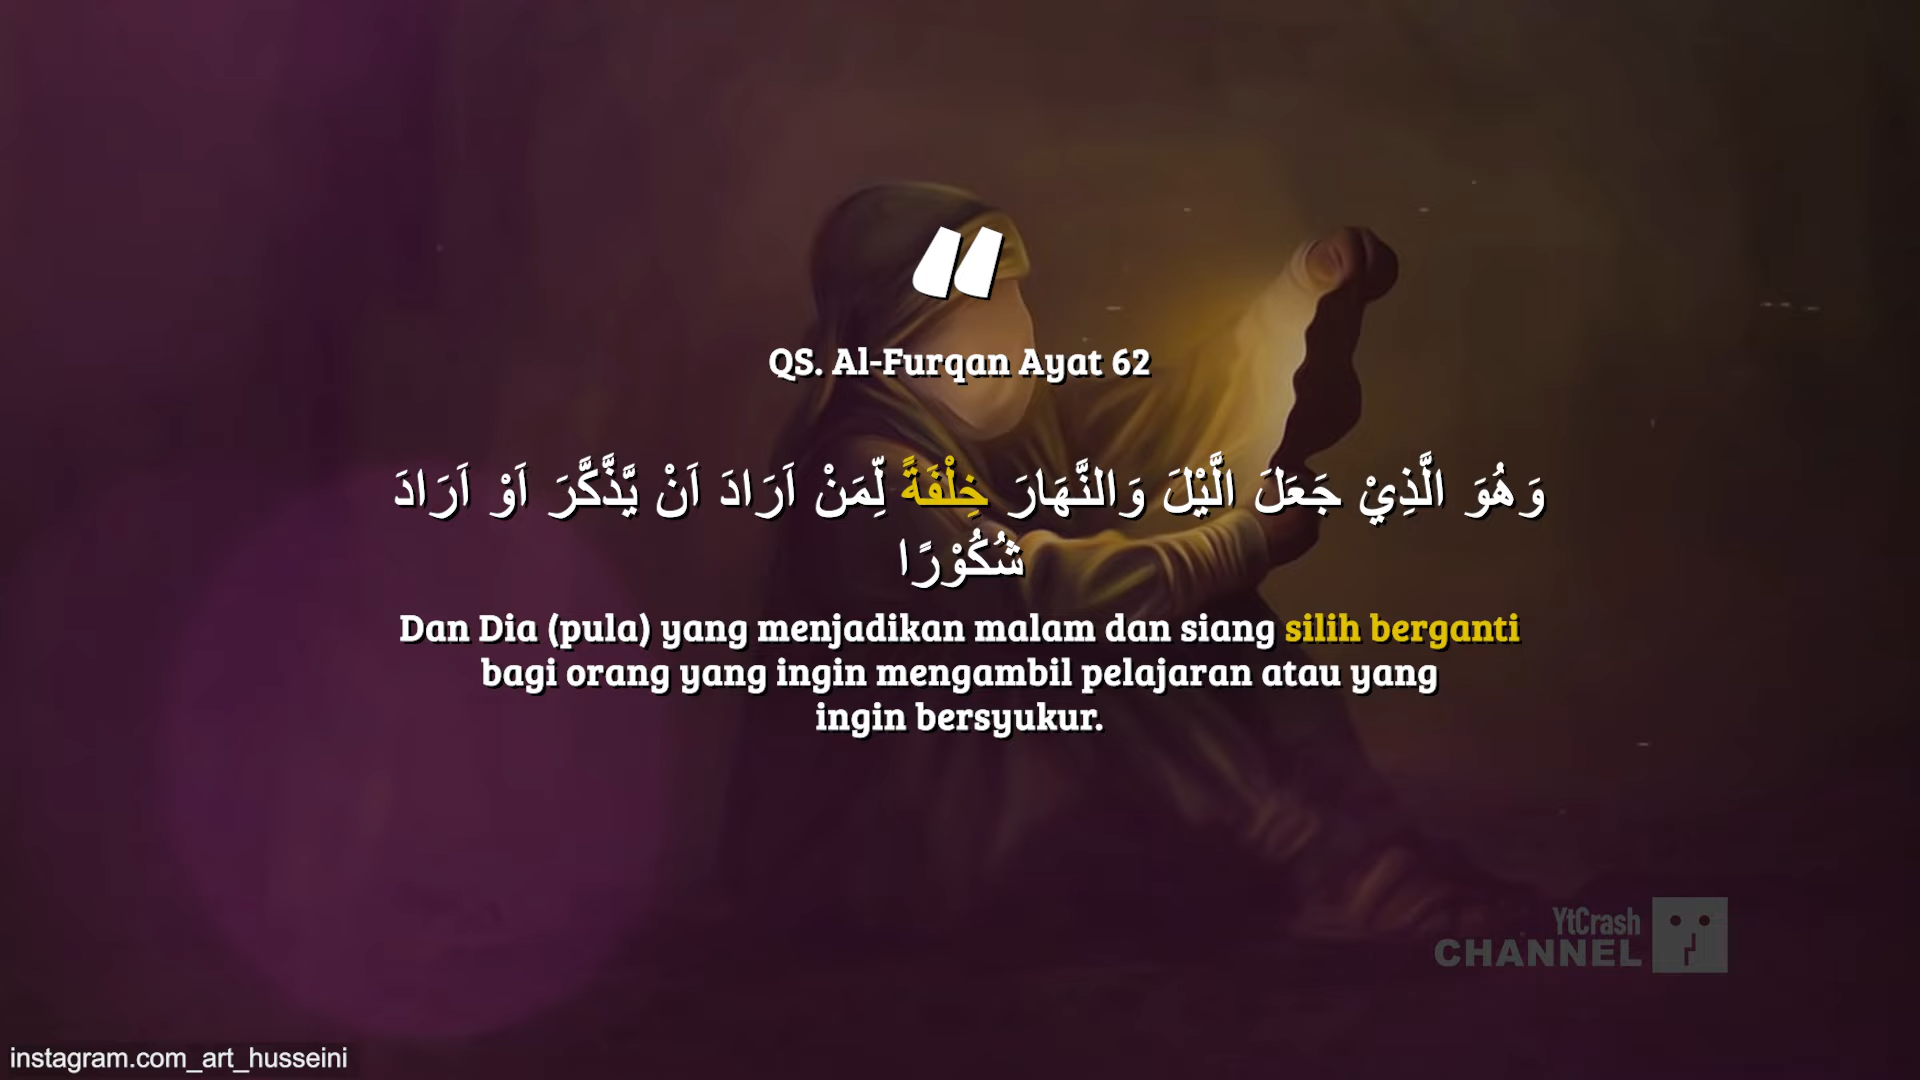 QS. Al-Furqan Ayat 62
وَهُوَ الَّذِيْ جَعَلَ الَّيْلَ وَالنَّهَارَ خِلْفَةً لِّمَنْ اَرَادَ اَنْ يَّذَّكَّرَ اَوْ اَرَادَ
شُكُوْرًا
Dan Dia (pula) yang menjadikan malam dan siang silih berganti
bagi orang yang ingin mengambil pelajaran atau yang
ingin bersyukur.
YtCrash
CHANNEL
instagram.com_art_husseini